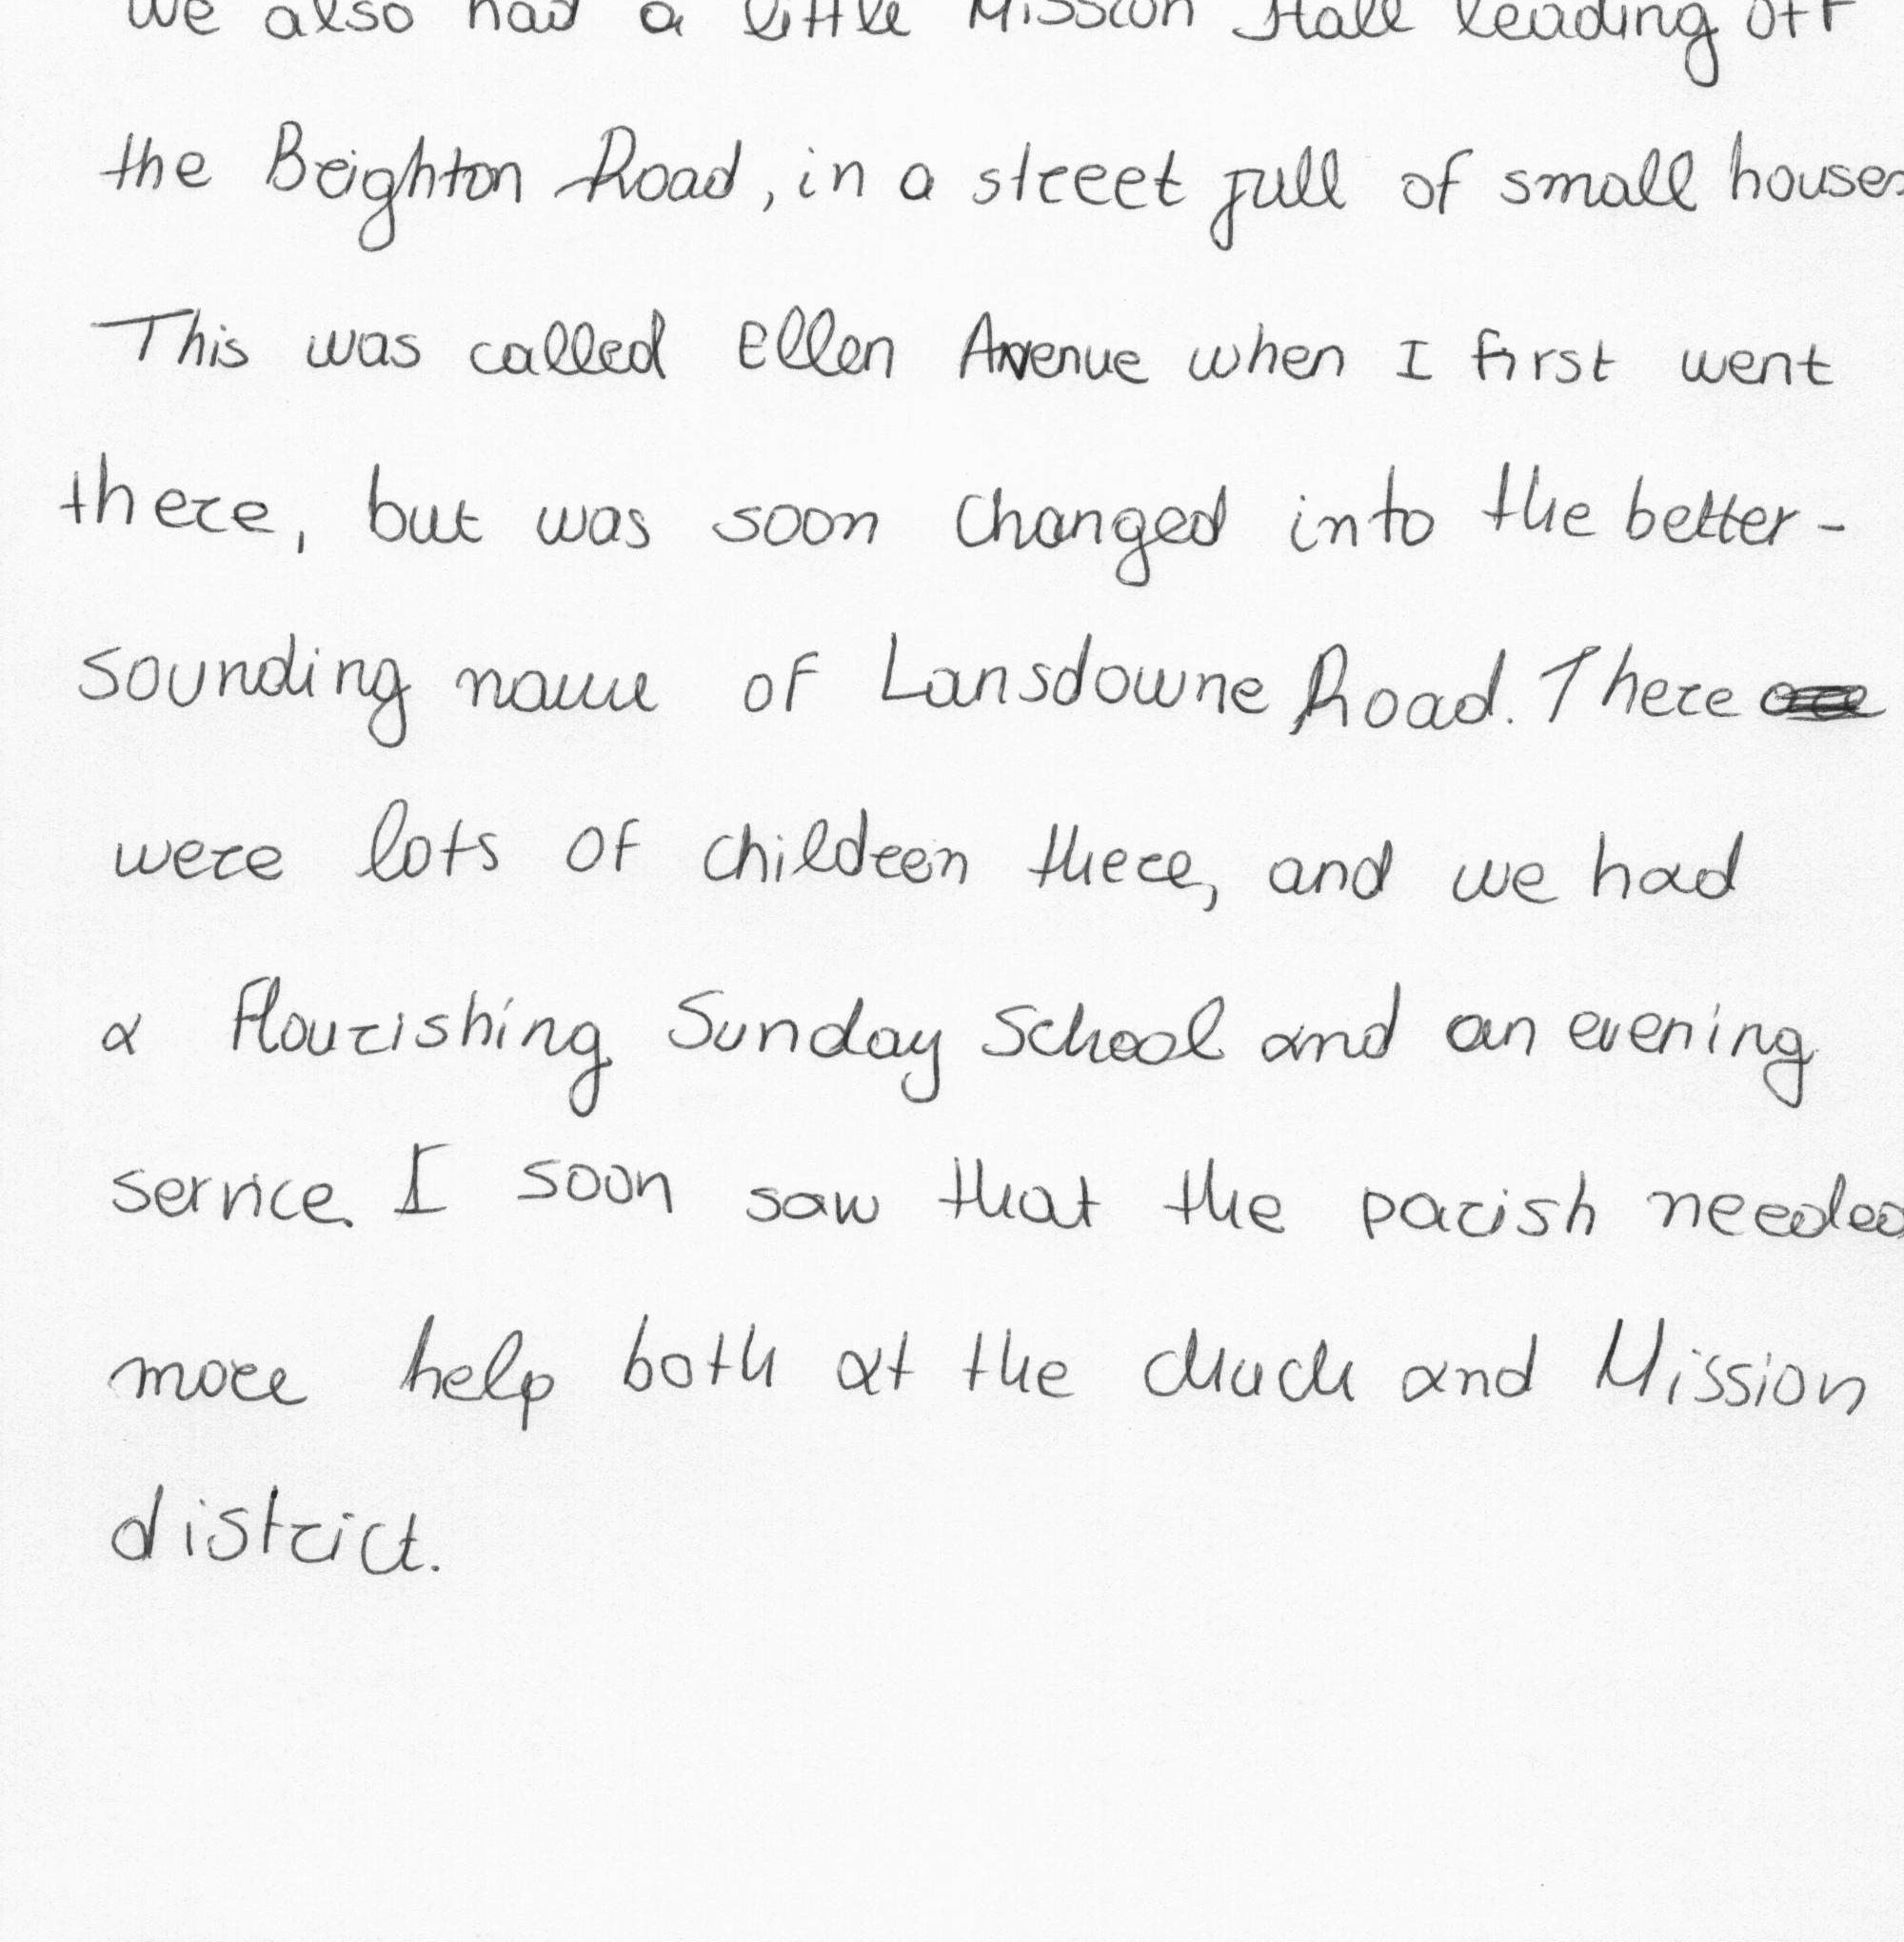 We also had a little Mission Hall leading off
the Brighton Road, in a street full of small houses
This was called Ellen Avenue when I first went
there, but was soon changed into the better-
sounding name of Lansdowne Road. There
were lots of children there, and we had
a flourishing Sunday School and an evening
service. I soon saw that the parish needed
more help both at the chuch and Mission
district.